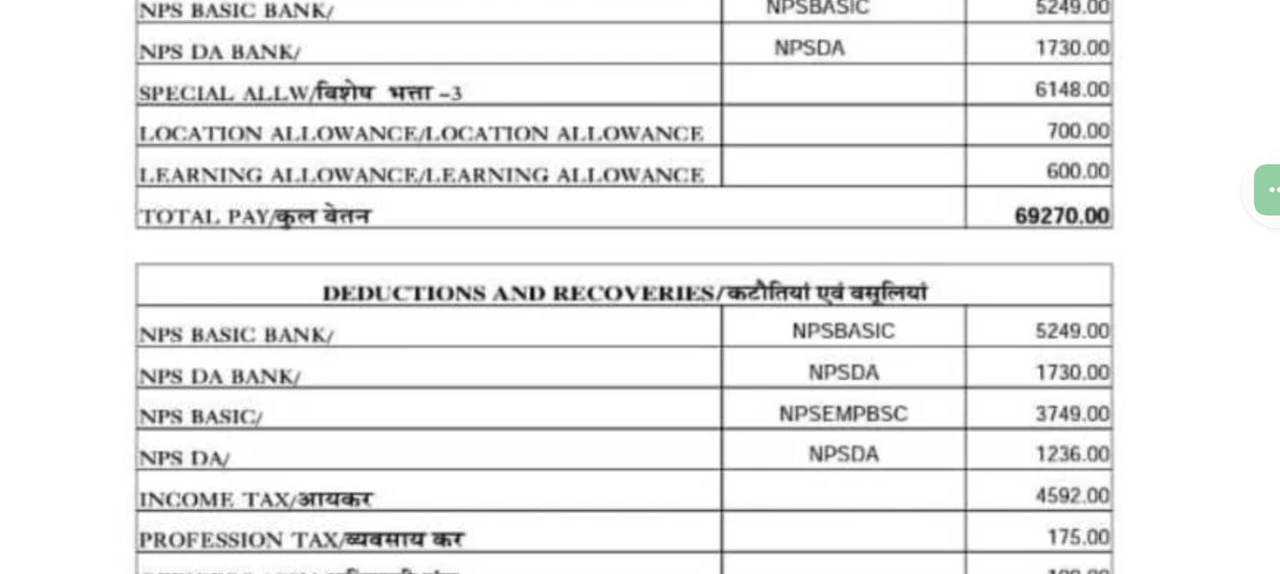 NPS BASIC BANK/ NPSBASIC 5249.00
NPS DA BANK/ NPSDA 1730.00
SPECIAL ALLW/विशेष भत्ता -3 6148.00
LOCATION ALLOWANCE/LOCATION ALLOWANCE 700.00
LEARNING ALLOWANCE/LEARNING ALLOWANCE 600.00
TOTAL PAY/कुल वेतन 69270.00
DEDUCTIONS AND RECOVERIES/कटौतियां एवं वसूलियां
NPS BASIC BANK/ NPSBASIC 5249.00
NPS DA BANK/ NPSDA 1730.00
NPS BASIC/ NPSEMPBSC 3749.00
NPS DA/ NPSDA 1236.00
INCOME TAX/आयकर 4592.00
PROFESSION TAX/व्यवसाय कर 175.00